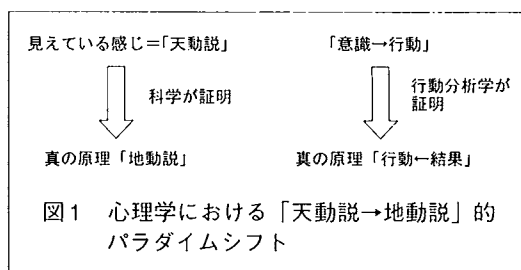 見えている感じ＝「天動説」
「意識→行動」
科学が証明
行動分析学が
証明
真の原理「地動説」
真の原理「行動←結果」
図1 心理学における「天動説→地動説」的
パラダイムシフト